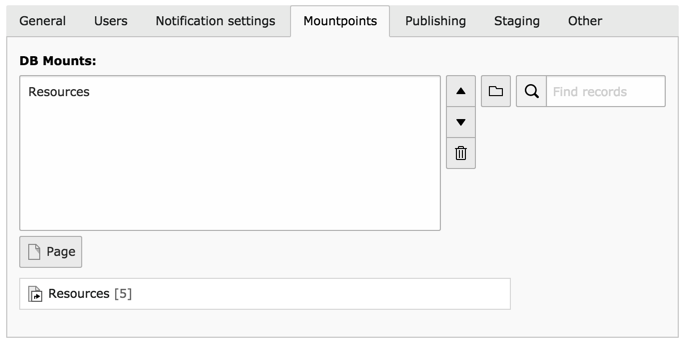 General Users Notification settings Mountpoints Publishing Staging Other
DB Mounts:
Resources
Find records
Page
Resources [5]